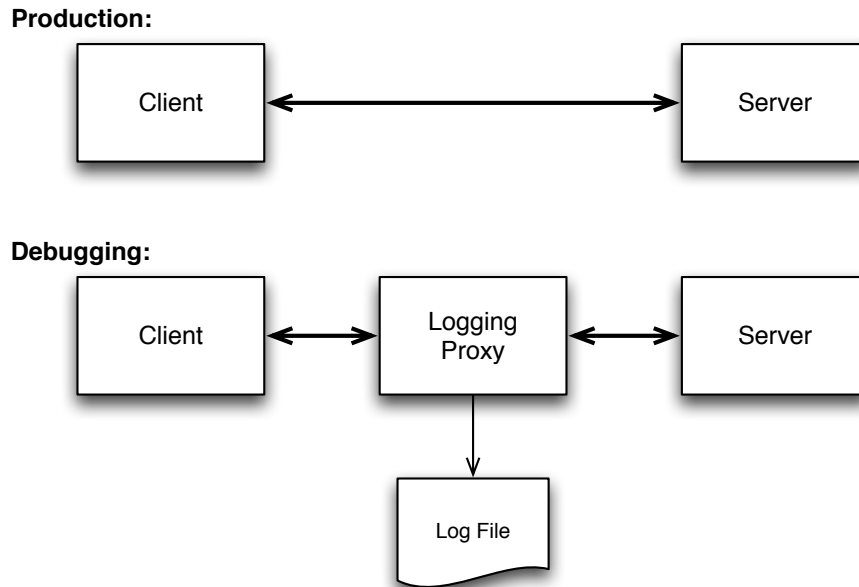 Production:
Client
Server
Debugging:
Client
Logging
Proxy
Server
Log File